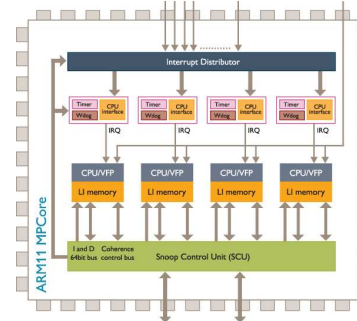 ARM11 MPCore
Interrupt Distributor
Timer
Wdog
CPU
interface
Timer
Wdog
CPU
interface
Timer
Wdog
CPU
interface
Timer
Wdog
CPU
interface
IRQ
IRQ
IRQ
IRQ
CPU/VFP
LI memory
CPU/VFP
LI memory
CPU/VFP
LI memory
CPU/VFP
LI memory
I and D
64bit bus
Coherence
control bus
Snoop Control Unit (SCU)